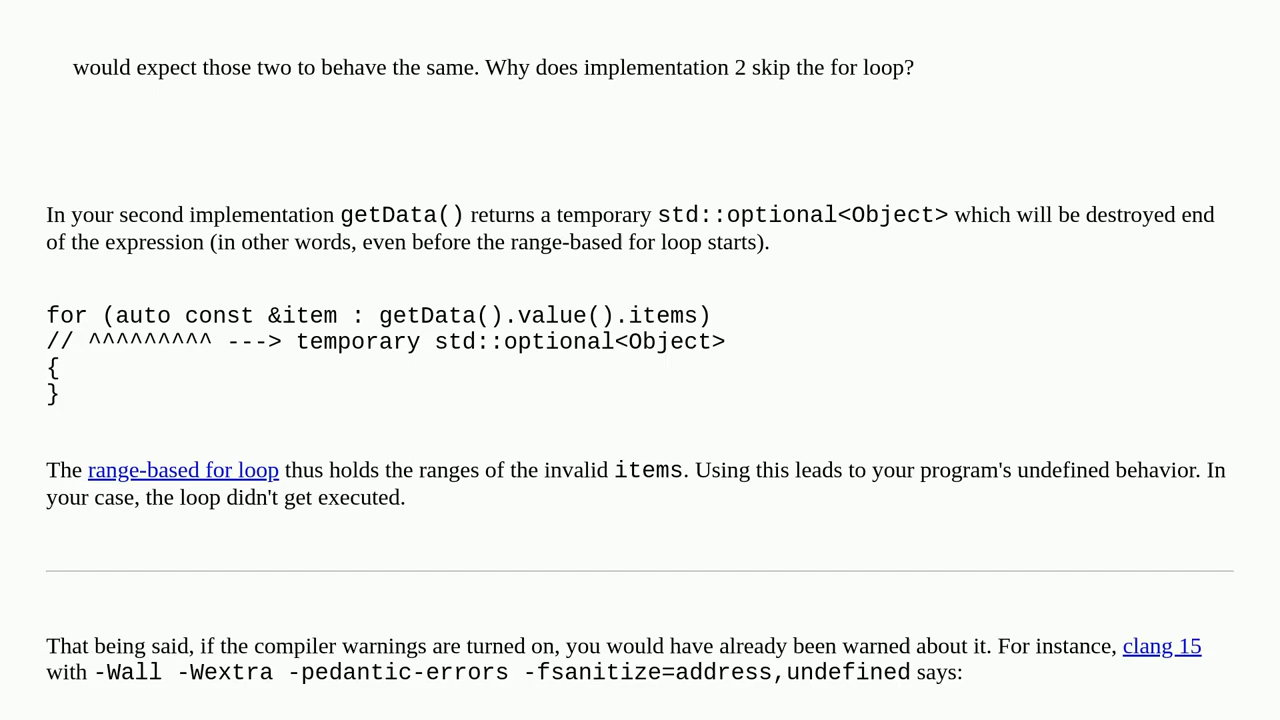 would expect those two to behave the same. Why does implementation 2 skip the for loop?
In your second implementation getData() returns a temporary std::optional<Object> which will be destroyed end
of the expression (in other words, even before the range-based for loop starts).
for (auto const &item : getData().value().items)
// ^^^^^^^^^ ---> temporary std::optional<Object>
{
}
The range-based for loop thus holds the ranges of the invalid items. Using this leads to your program's undefined behavior. In
your case, the loop didn't get executed.
That being said, if the compiler warnings are turned on, you would have already been warned about it. For instance, clang 15
with -Wall -Wextra -pedantic-errors -fsanitize=address,undefined says: